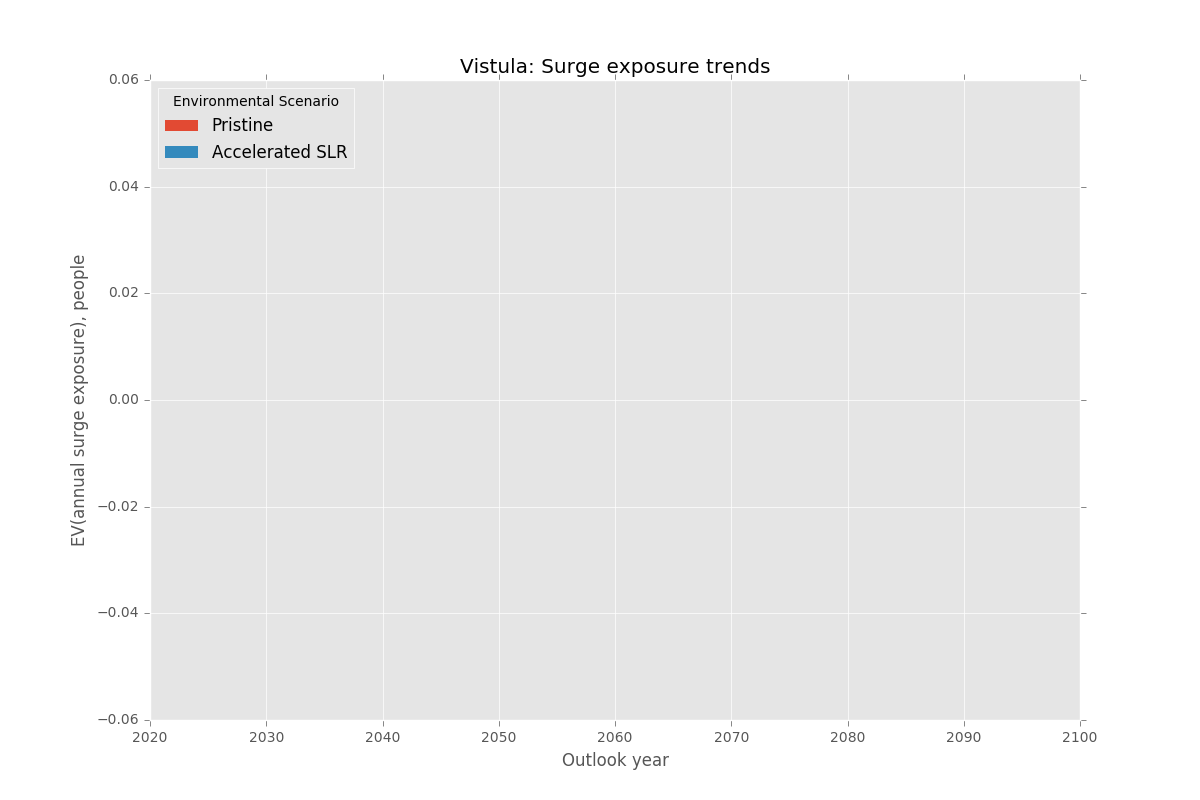 Vistula: Surge exposure trends
Environmental Scenario
Pristine
Accelerated SLR
EV(annual surge exposure), people
0.06
0.04
0.02
0.00
−0.02
−0.04
−0.06
2020 2030 2040 2050 2060 2070 2080 2090 2100
Outlook year